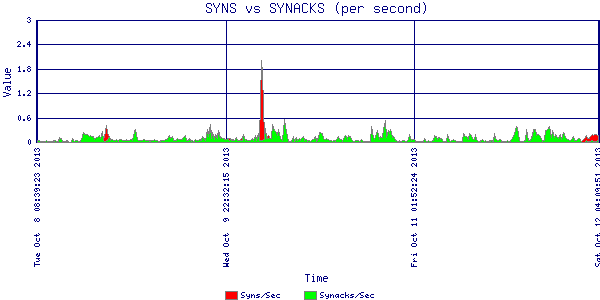 SYNS vs SYNACKS (per second)
3
2.4
1.8
1.2
0.6
0
Value
Tue Oct 8 08:39:23 2013
Wed Oct 9 22:32:15 2013
Fri Oct 11 01:52:24 2013
Sat Oct 12 04:09:51 2013
Time
Syns/Sec
Synacks/Sec